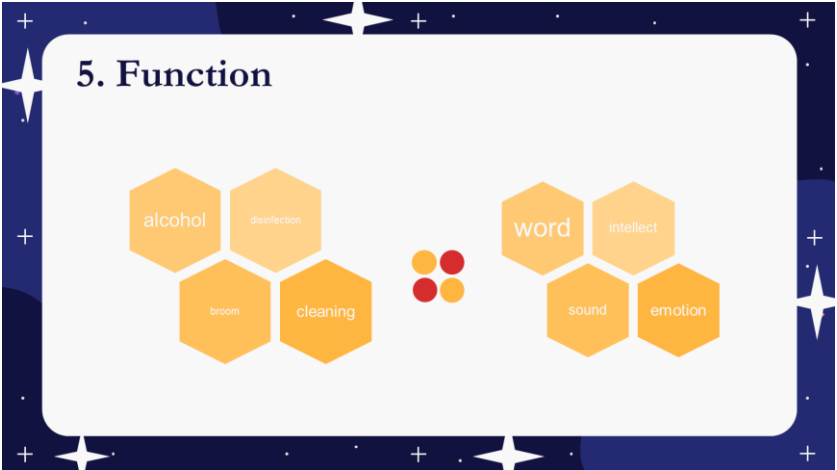 5. Function
alcohol
disinfection
broom
cleaning
word
intellect
sound
emotion